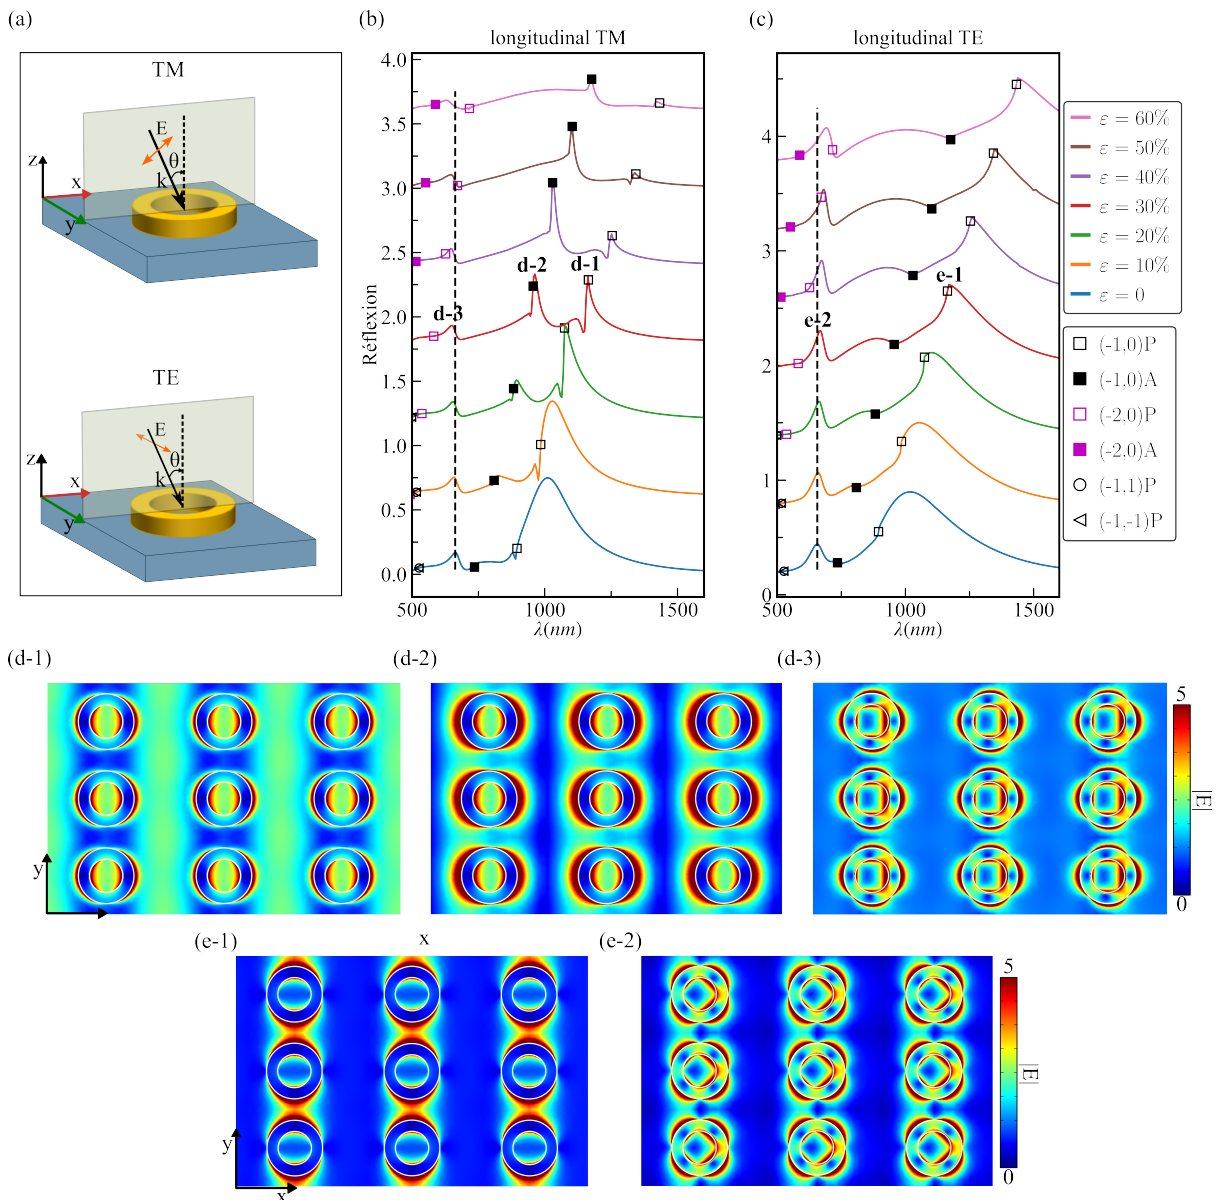 (a)
TM
E
θ
k
z
x
y
TE
E
θ
k
z
x
y
(b)
longitudinal TM
Réflexion
4.0
3.5
3.0
2.5
2.0
1.5
1.0
0.5
0.0
d-1
d-2
d-3
500
1000
1500
λ(nm)
(c)
longitudinal TE
4
3
2
1
0
e-1
e-2
500
1000
1500
λ(nm)
ε = 60%
ε = 50%
ε = 40%
ε = 30%
ε = 20%
ε = 10%
ε = 0
(-1,0)P
(-1,0)A
(-2,0)P
(-2,0)A
(-1,1)P
(-1,-1)P
(d-1)
y
x
(d-2)
(d-3)
5
|E|
0
(e-1)
y
x
(e-2)
5
|E|
0